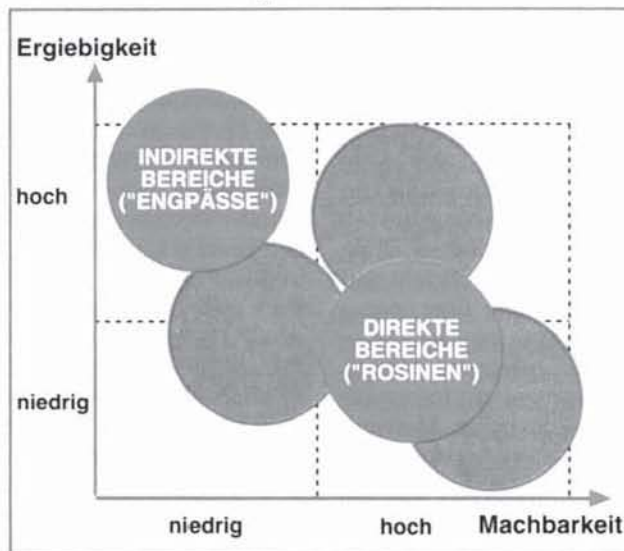 Ergiebigkeit
INDIREKTE
BEREICHE
("ENGPÄSSE")
hoch
DIREKTE
BEREICHE
("ROSINEN")
niedrig
niedrig hoch Machbarkeit